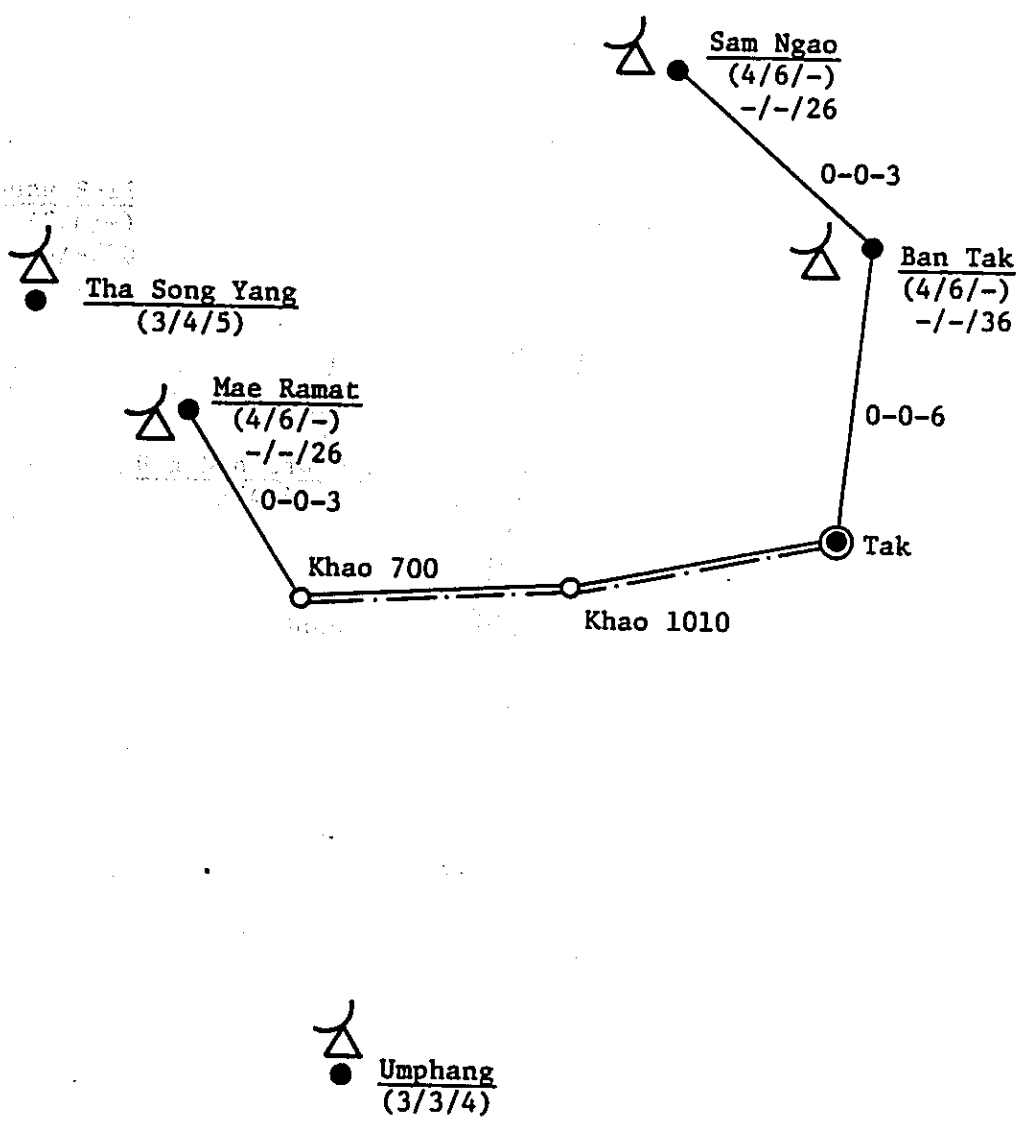 Sam Ngao
(4/6/-)
-/-/26
0-0-3
Ban Tak
(4/6/-)
-/-/36
Tha Song Yang
(3/4/5)
Mae Ramat
(4/6/-)
-/-/26
0-0-3
0-0-6
Tak
Khao 700
Khao 1010
Umphang
(3/3/4)